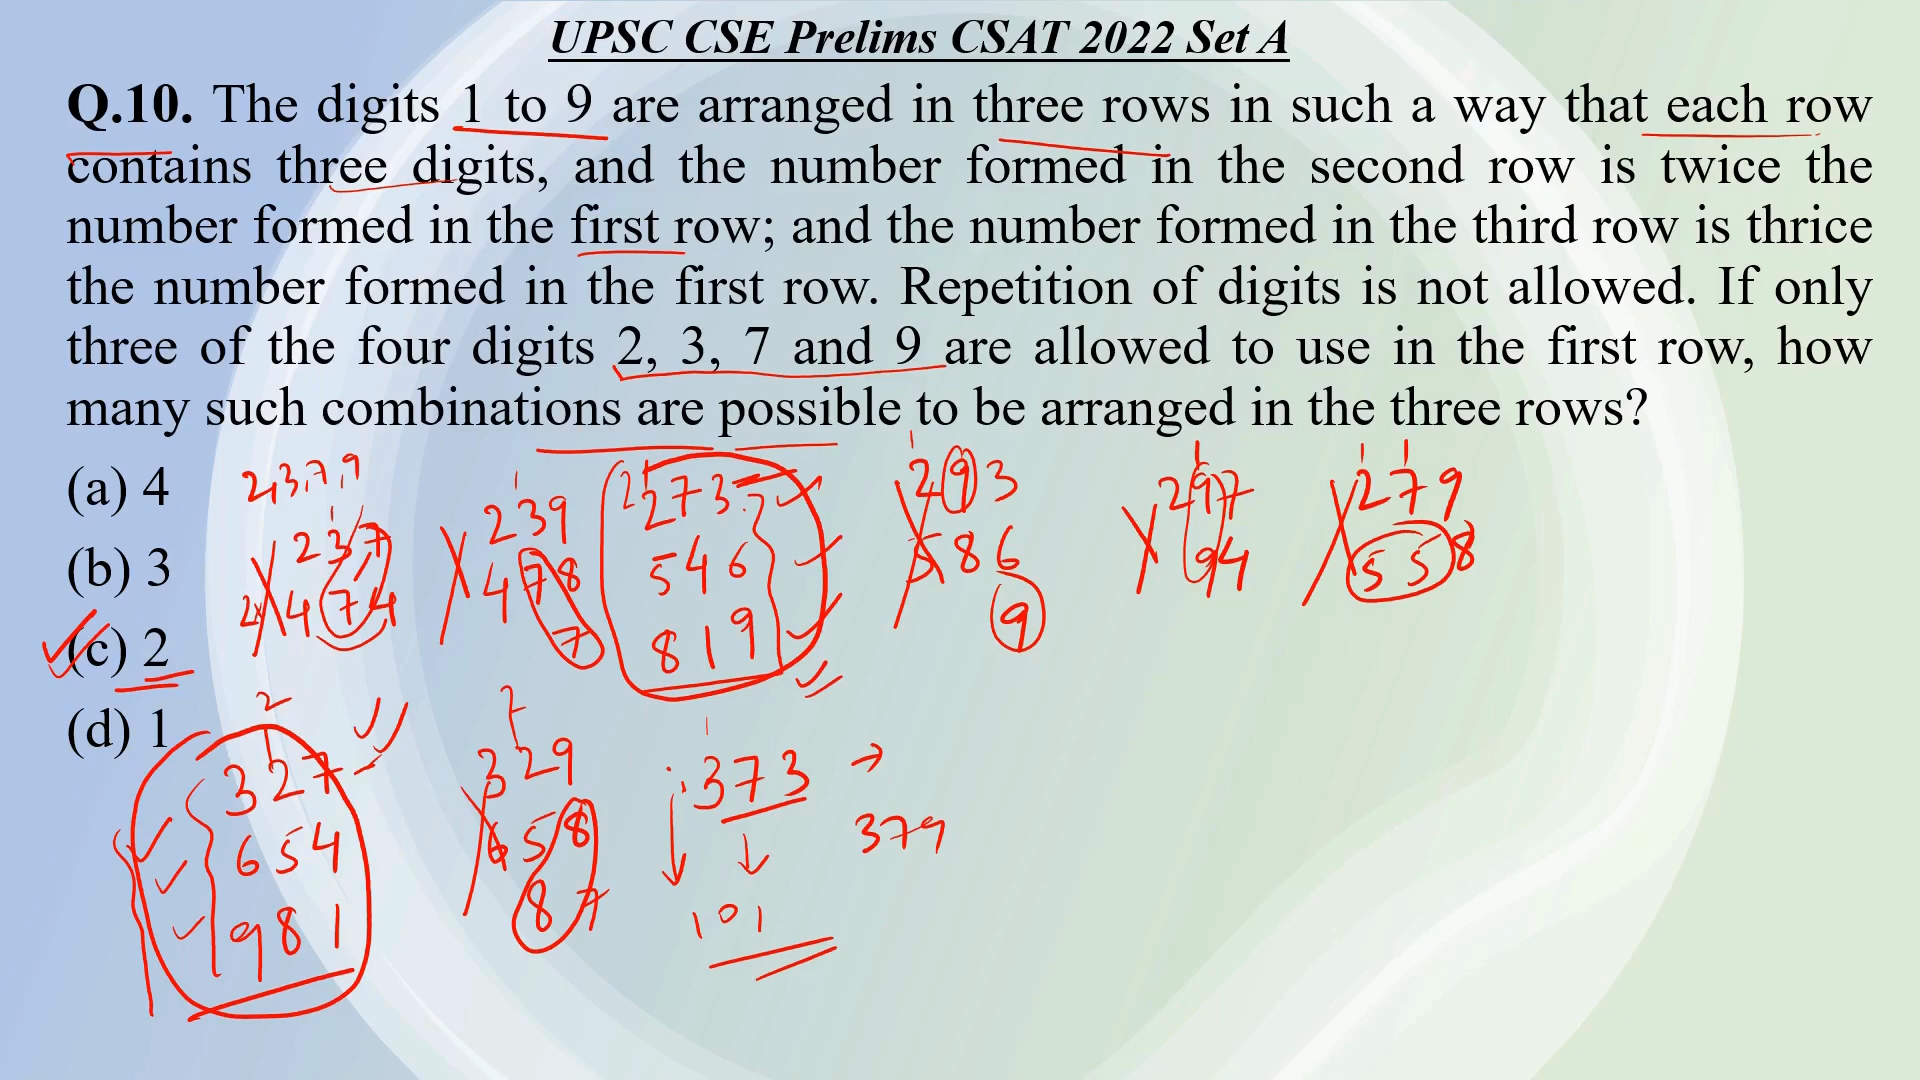 UPSC CSE Prelims CSAT 2022 Set A
Q.10. The digits 1 to 9 are arranged in three rows in such a way that each row
contains three digits, and the number formed in the second row is twice the
number formed in the first row; and the number formed in the third row is thrice
the number formed in the first row. Repetition of digits is not allowed. If only
three of the four digits 2, 3, 7 and 9 are allowed to use in the first row, how
many such combinations are possible to be arranged in the three rows?
(a) 4
(b) 3
(c) 2
(d) 1
2,3,7,9
237
474
239
478
7
273
546
819
293
586
9
297
94
279
558
327
654
981
329
658
87
373
379
101